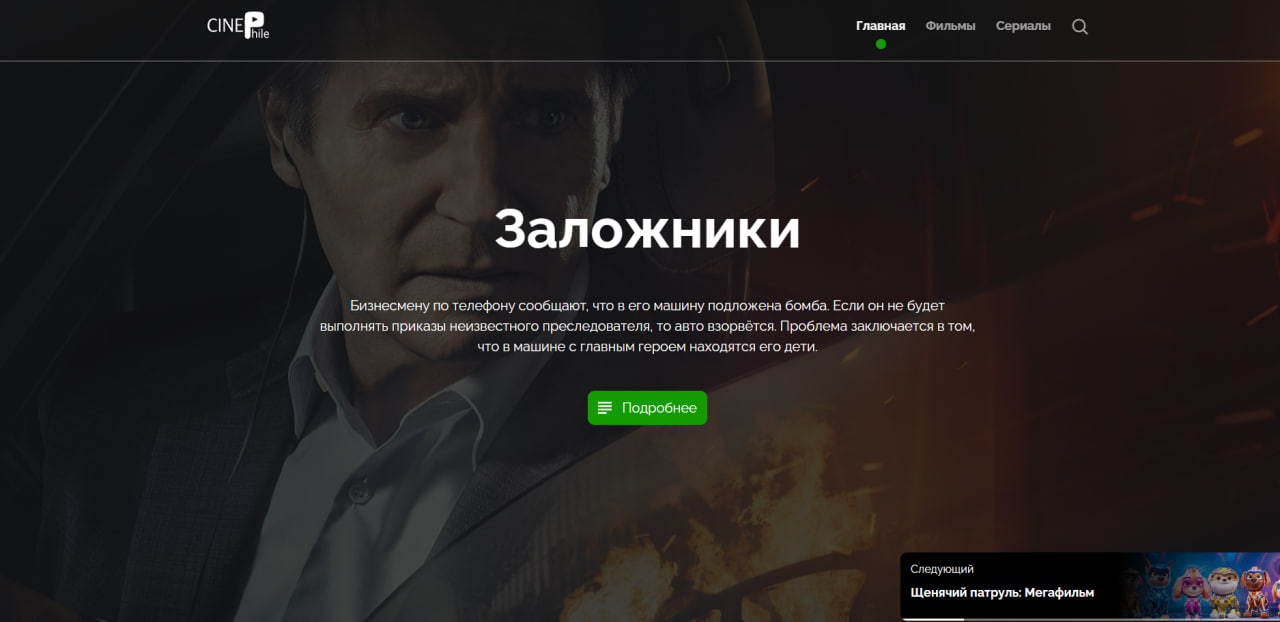 CINEPhile
Главная Фильмы Сериалы
Заложники
Бизнесмену по телефону сообщают, что в его машину подложена бомба. Если он не будет
выполнять приказы неизвестного преследователя, то авто взорвётся. Проблема заключается в том,
что в машине с главным героем находятся его дети.
Подробнее
Следующий
Щенячий патруль: Мегафильм